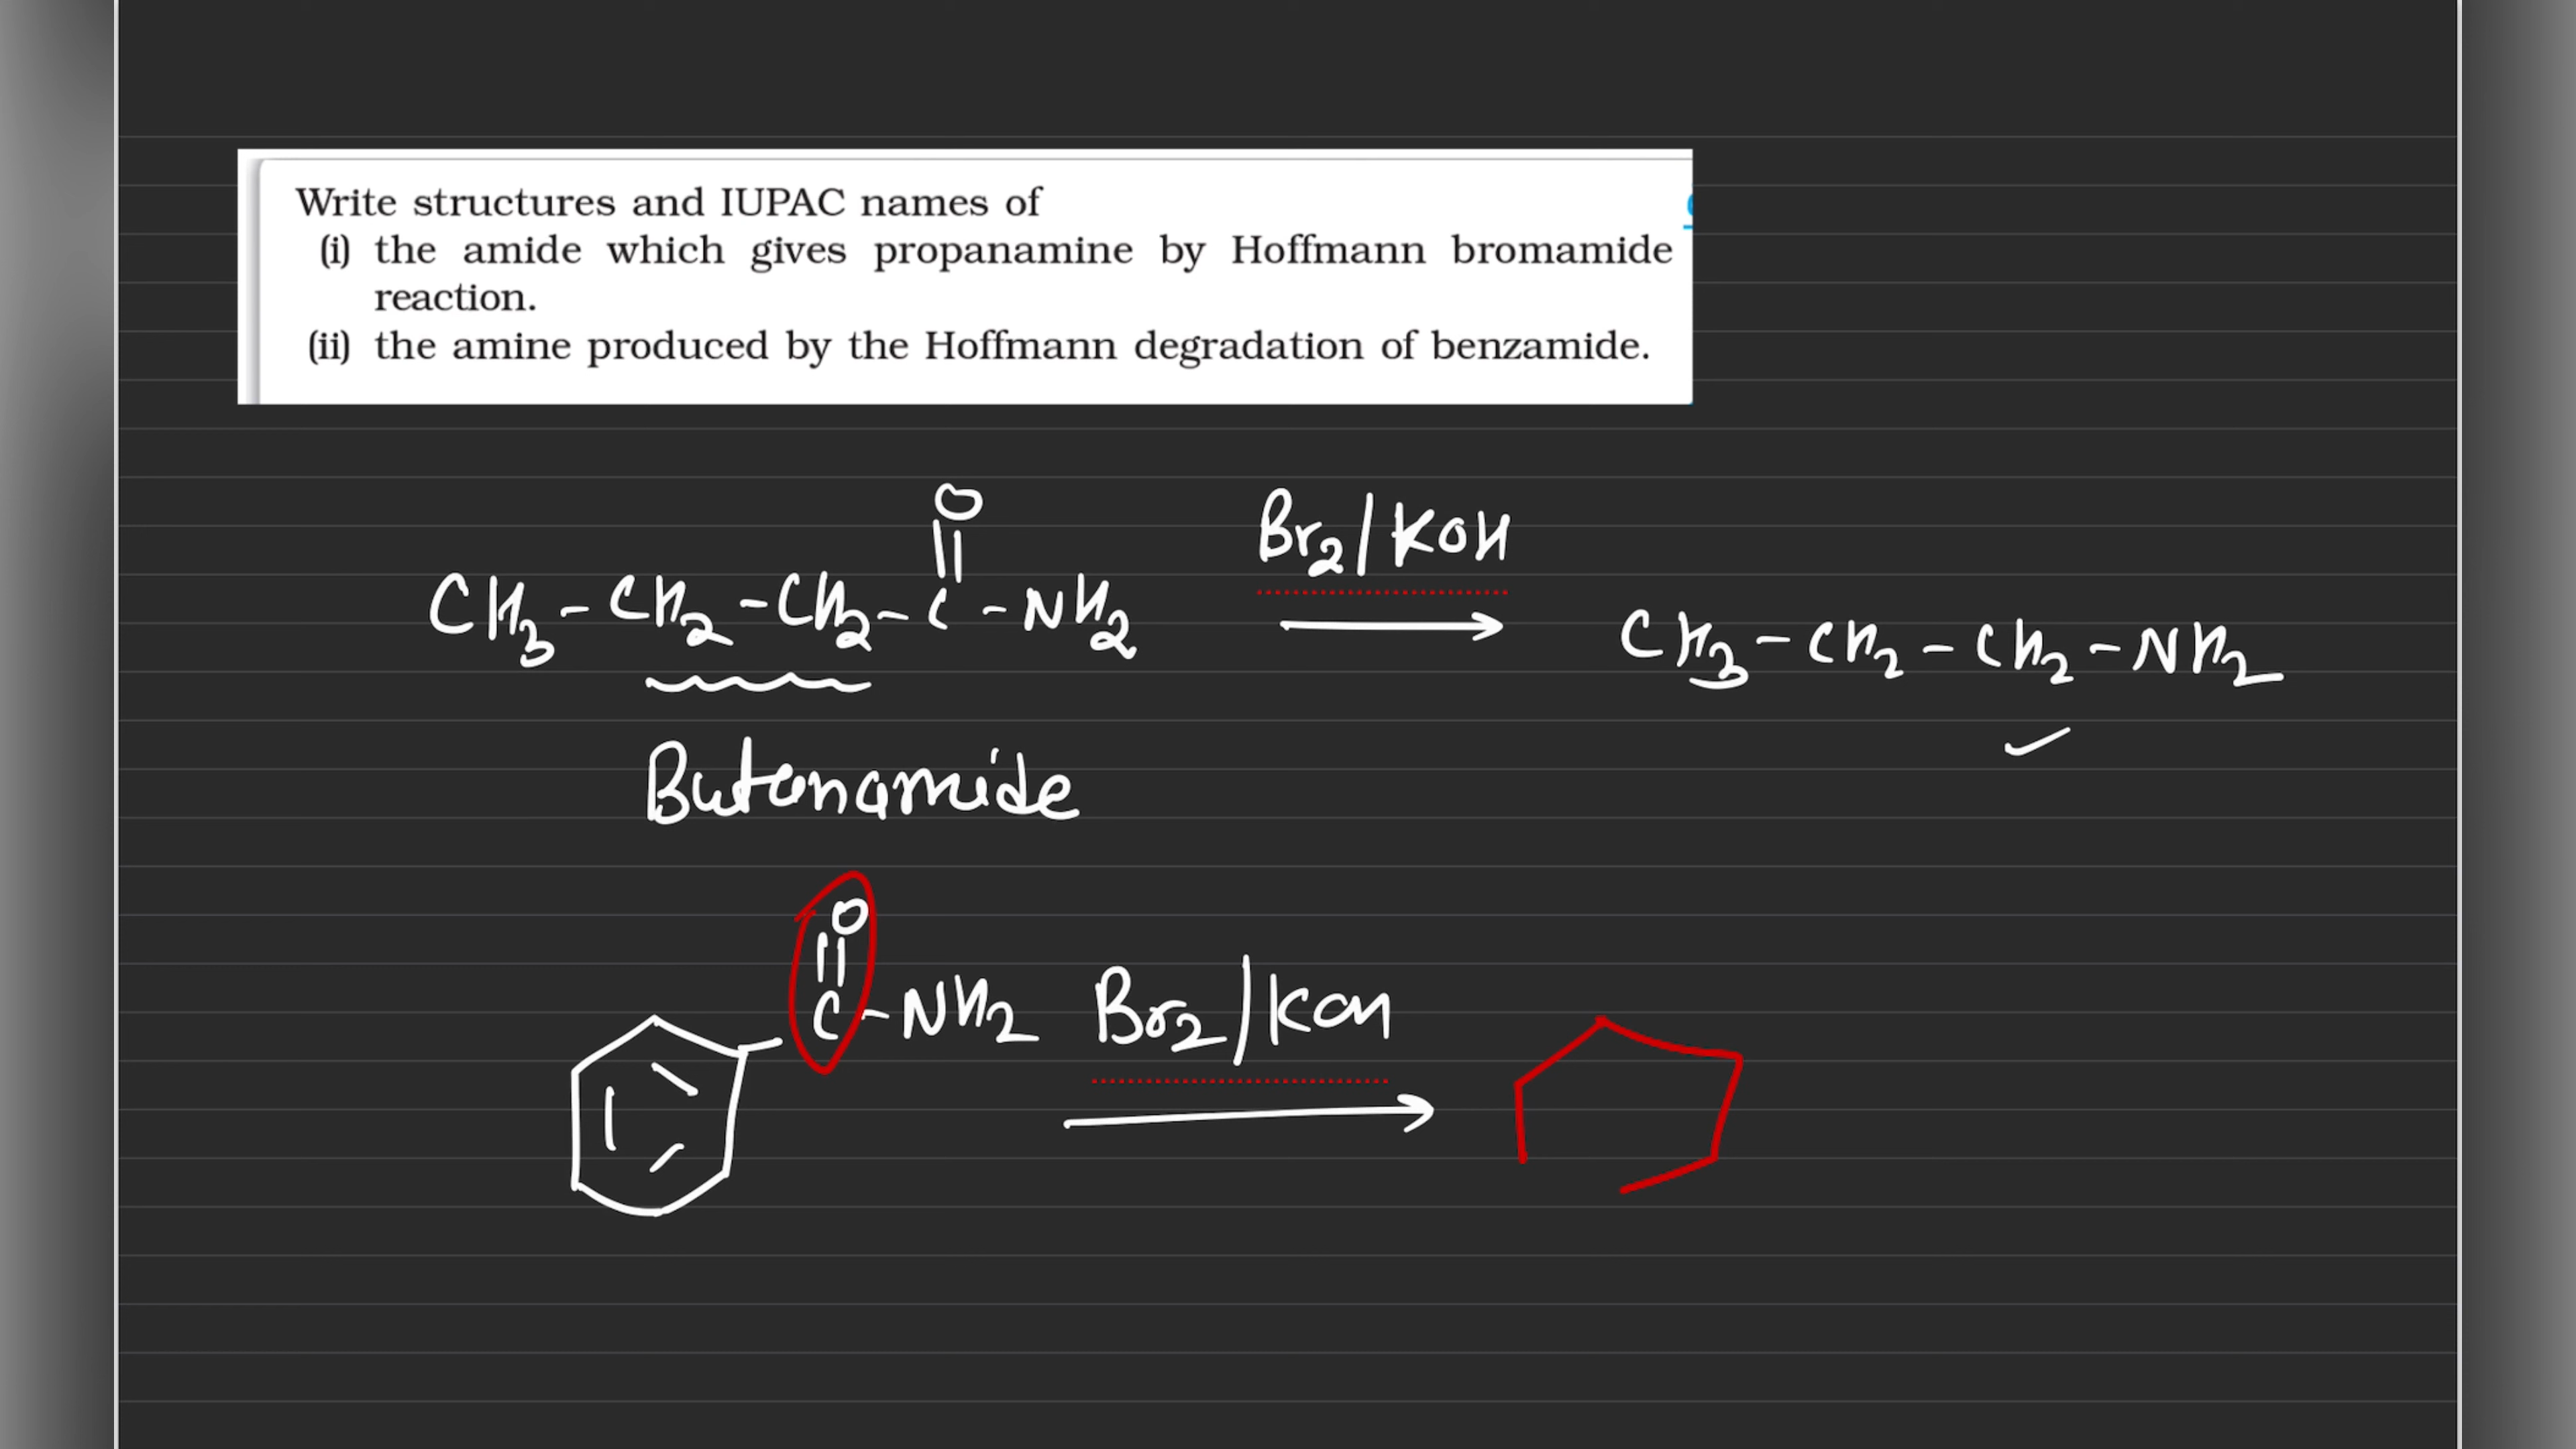 Write structures and IUPAC names of
(i) the amide which gives propanamine by Hoffmann bromamide
reaction.
(ii) the amine produced by the Hoffmann degradation of benzamide.
O
Br2/KOH
CH3-CH2-CH2-C-NH2
CH3-CH2-CH2-NH2
Butanamide
O
C-NH2 Br2/KOH